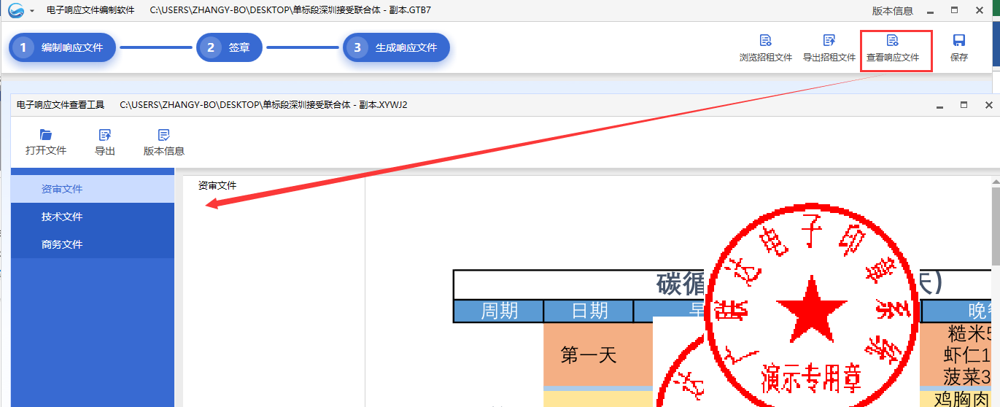 电子响应文件编制软件 C:\USERS\ZHANGY-BO\DESKTOP\单标段深圳接受联合体 - 副本.GTB7 版本信息
1 编制响应文件 2 签章 3 生成响应文件
浏览招租文件 导出招租文件 查看响应文件 保存
电子响应文件查看工具 C:\USERS\ZHANGY-BO\DESKTOP\单标段深圳接受联合体 - 副本.XYWJ2
打开文件 导出 版本信息
资审文件
技术文件
商务文件
资审文件
碳循
天）
周期 日期 早 晚
第一天
糙米5
虾仁1
菠菜3
鸡胸肉
电子印章
演示专用章